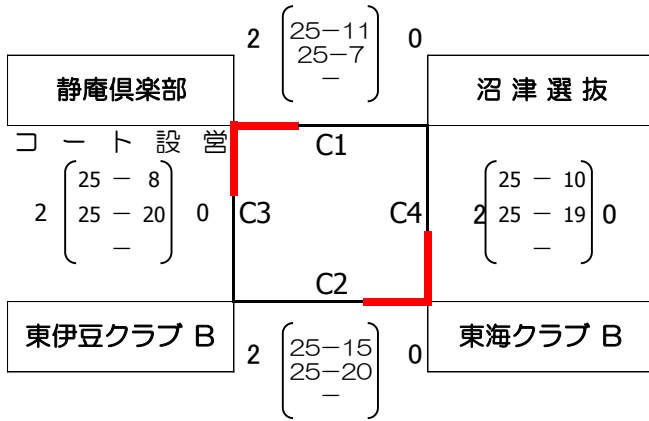 2 25－11 0
25－7
－
静庵倶楽部 沼津選抜
コート設営 C1
2 25 － 8 0 C3 C4 2 25 － 10 0
25 － 20 25 － 19
－ －
C2
東伊豆クラブ B 東海クラブ B
2 25－15 0
25－20
－